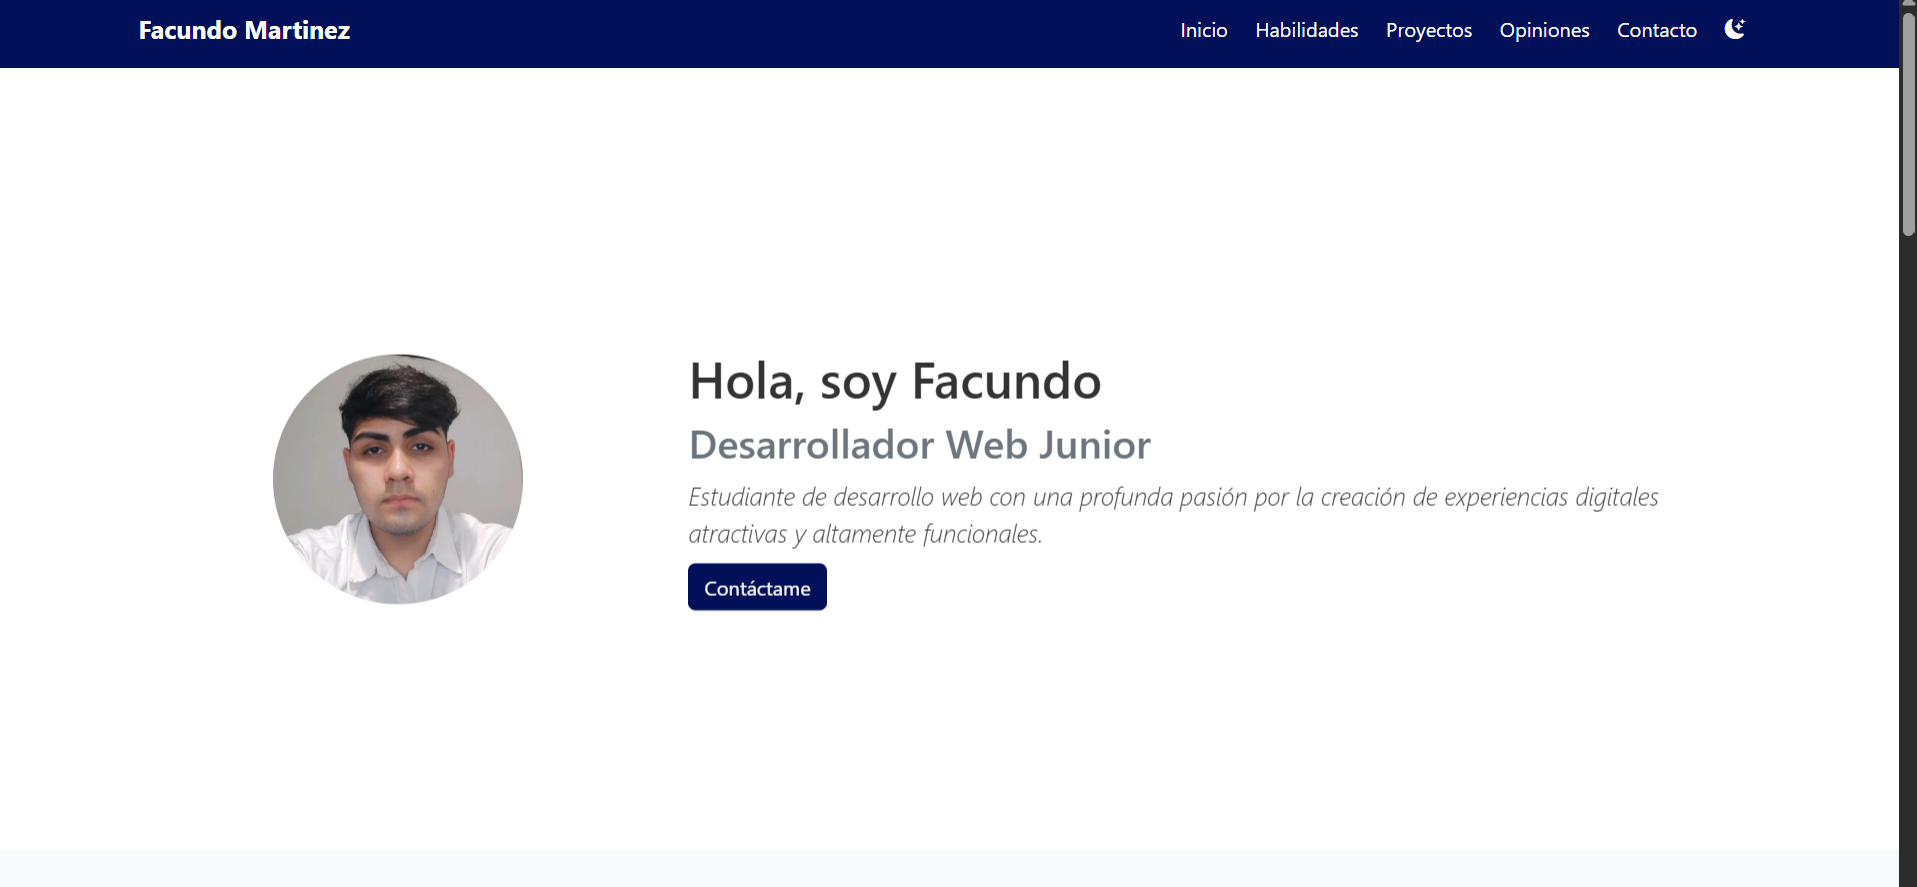 Facundo Martinez
Inicio Habilidades Proyectos Opiniones Contacto
Hola, soy Facundo
Desarrollador Web Junior
Estudiante de desarrollo web con una profunda pasión por la creación de experiencias digitales
atractivas y altamente funcionales.
Contáctame